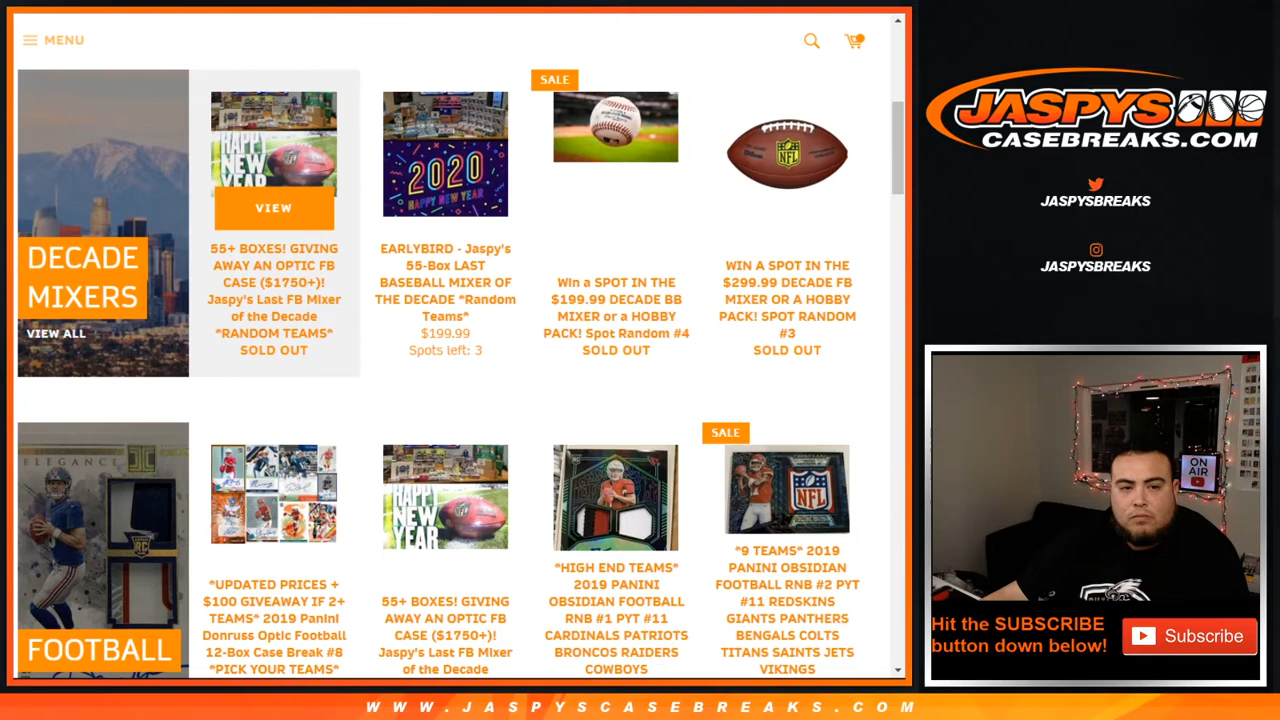 MENU
DECADE
MIXERS
VIEW ALL
HAPPY
NEW
YEAR
VIEW
55+ BOXES! GIVING
AWAY AN OPTIC FB
CASE ($1750+)!
Jaspy's Last FB Mixer
of the Decade
*RANDOM TEAMS*
SOLD OUT
2020
HAPPY NEW YEAR
EARLYBIRD - Jaspy's
55-Box LAST
BASEBALL MIXER OF
THE DECADE *Random
Teams*
$199.99
Spots left: 3
SALE
Win a SPOT IN THE
$199.99 DECADE BB
MIXER or a HOBBY
PACK! Spot Random #4
SOLD OUT
NFL
WIN A SPOT IN THE
$299.99 DECADE FB
MIXER OR A HOBBY
PACK! SPOT RANDOM
#3
SOLD OUT
ELEGANCE
RC
FOOTBALL
*UPDATED PRICES +
$100 GIVEAWAY IF 2+
TEAMS* 2019 Panini
Donruss Optic Football
12-Box Case Break #8
*PICK YOUR TEAMS*
HAPPY
NEW
YEAR
55+ BOXES! GIVING
AWAY AN OPTIC FB
CASE ($1750+)!
Jaspy's Last FB Mixer
of the Decade
*HIGH END TEAMS*
2019 PANINI
OBSIDIAN FOOTBALL
RNB #1 PYT #11
CARDINALS PATRIOTS
BRONCOS RAIDERS
COWBOYS
SALE
NFL
*9 TEAMS* 2019
PANINI OBSIDIAN
FOOTBALL RNB #2 PYT
#11 REDSKINS
GIANTS PANTHERS
BENGALS COLTS
TITANS SAINTS JETS
VIKINGS
JASPYS
CASEBREAKS.COM
JASPYSBREAKS
JASPYSBREAKS
ON
AIR
Hit the SUBSCRIBE
button down below!
Subscribe
WWW.JASPYSCASEBREAKS.COM